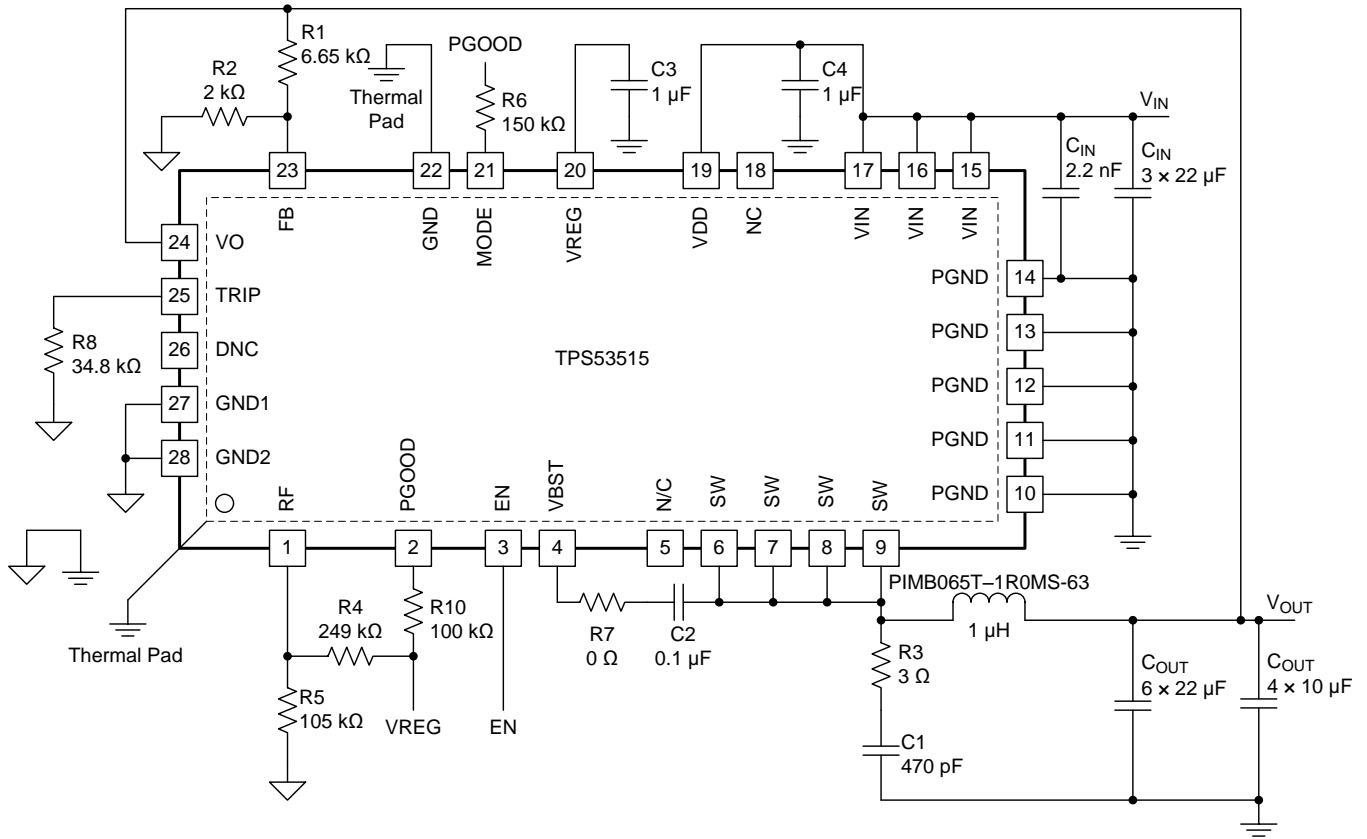 R1
6.65 kΩ
R2
2 kΩ
Thermal
Pad
PGOOD
R6
150 kΩ
C3
1 µF
C4
1 µF
VIN
CIN
2.2 nF
CIN
3 × 22 µF
23
22
21
20
19
18
17
16
15
FB
GND
MODE
VREG
VDD
NC
VIN
VIN
VIN
24
VO
25
TRIP
26
DNC
27
GND1
28
GND2
R8
34.8 kΩ
TPS53515
PGND
14
PGND
13
PGND
12
PGND
11
PGND
10
RF
PGOOD
EN
VBST
N/C
SW
SW
SW
SW
1
2
3
4
5
6
7
8
9
Thermal Pad
R4
249 kΩ
R10
100 kΩ
R5
105 kΩ
VREG
EN
R7
0 Ω
C2
0.1 µF
PIMB065T–1R0MS-63
1 µH
R3
3 Ω
C1
470 pF
VOUT
COUT
6 × 22 µF
COUT
4 × 10 µF